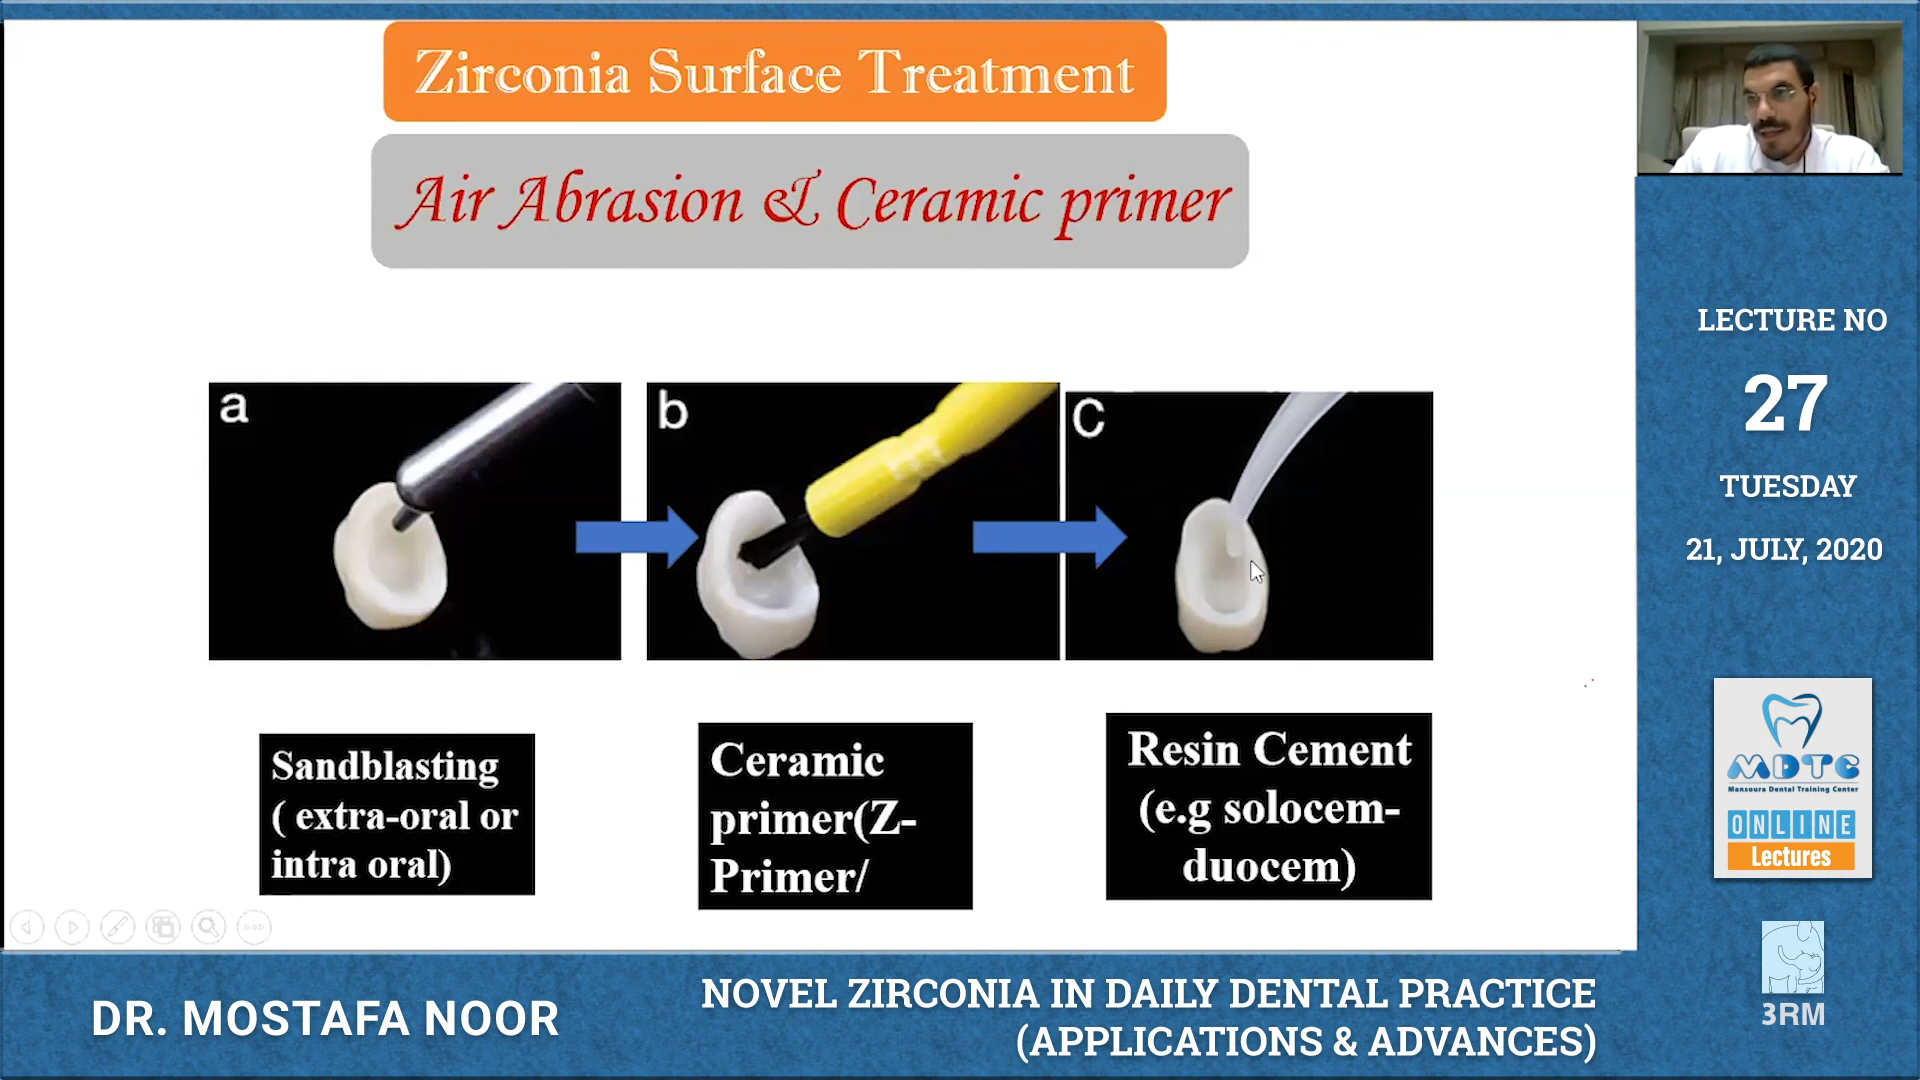 Zirconia Surface Treatment
Air Abrasion & Ceramic primer
a
b
C
Sandblasting
( extra-oral or
intra oral)
Ceramic
primer(Z-
Primer/
Resin Cement
(e.g solocem-
duocem)
LECTURE NO
27
TUESDAY
21, JULY, 2020
MDTC
Mansoura Dental Training Center
ONLINE
Lectures
3RM
DR. MOSTAFA NOOR
NOVEL ZIRCONIA IN DAILY DENTAL PRACTICE
(APPLICATIONS & ADVANCES)